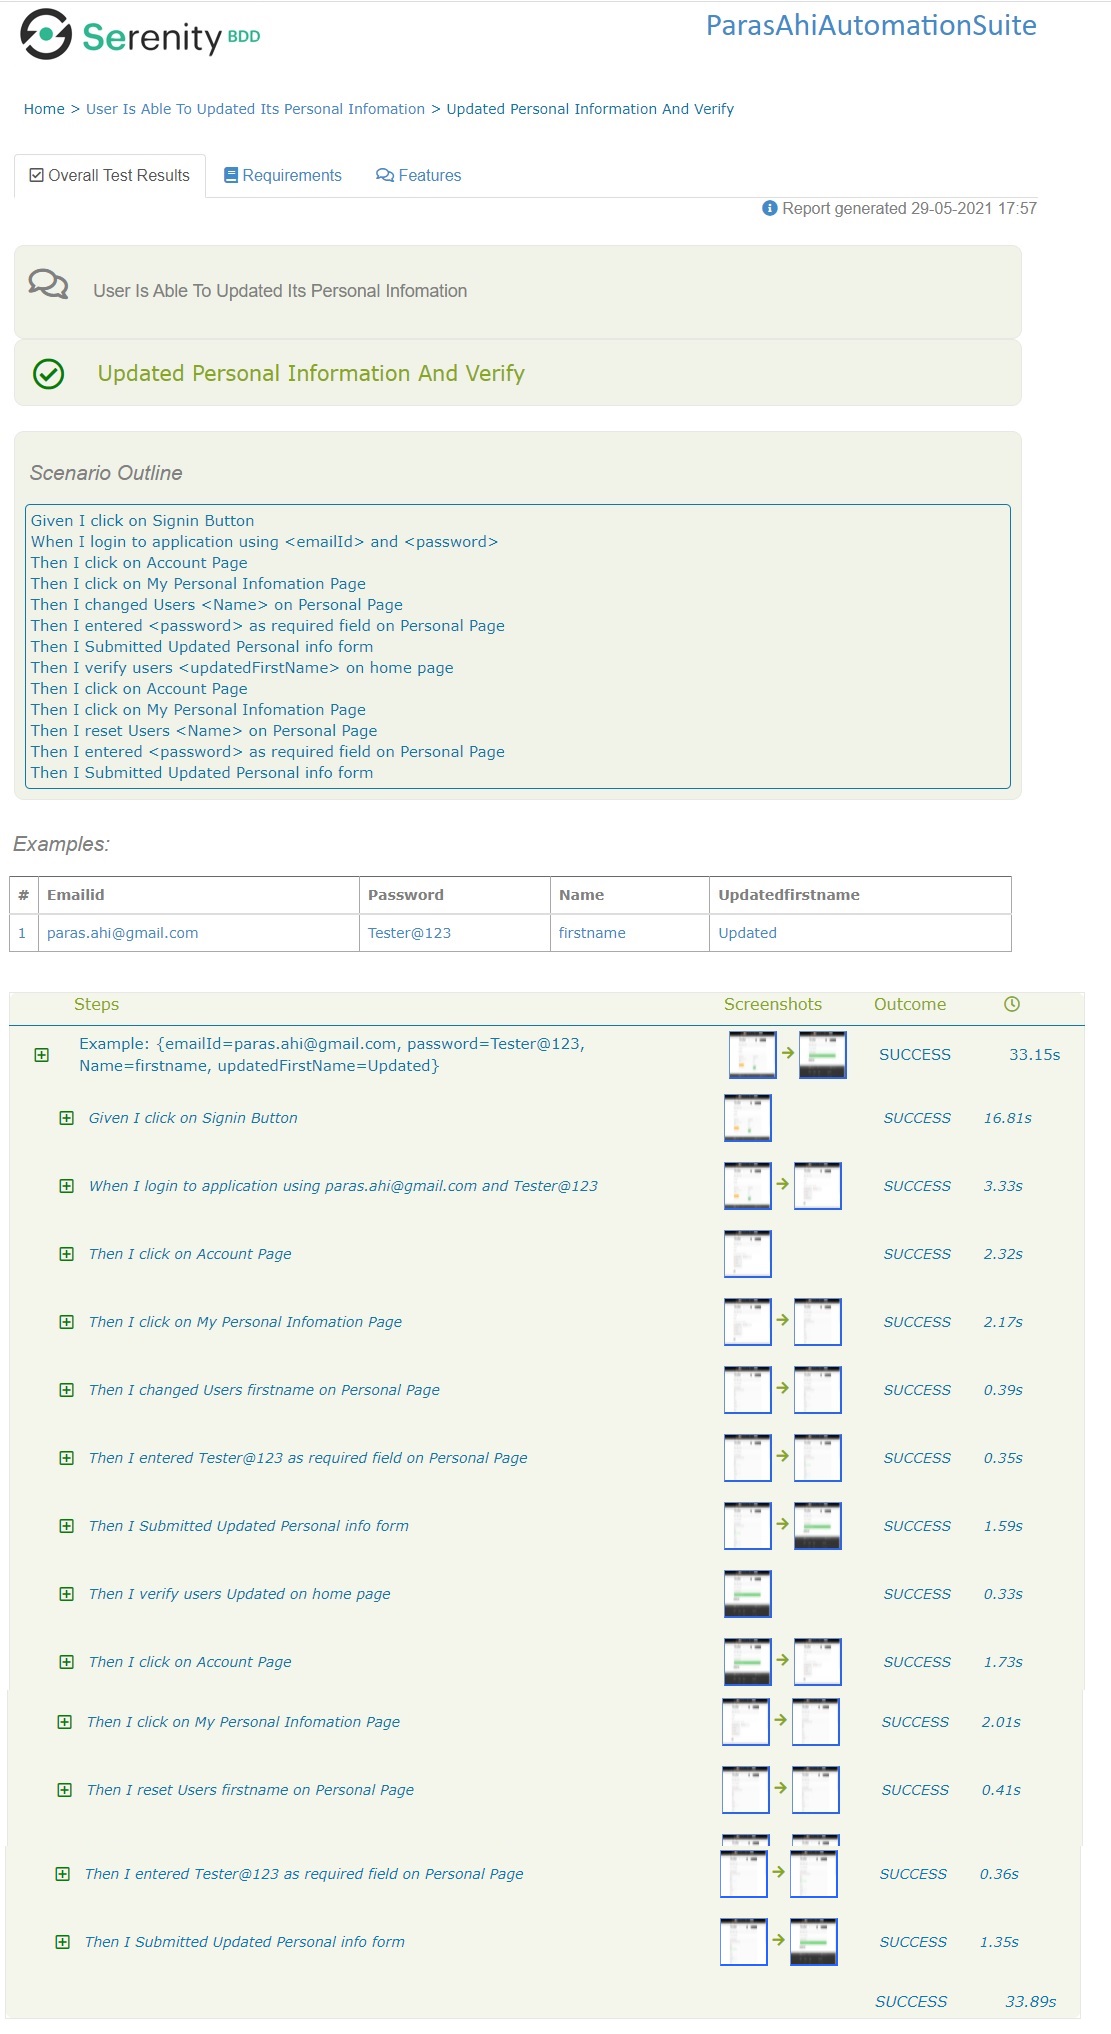 Serenity BDD
ParasAhiAutomationSuite
Home > User Is Able To Updated Its Personal Infomation > Updated Personal Information And Verify
Overall Test Results Requirements Features
Report generated 29-05-2021 17:57
User Is Able To Updated Its Personal Infomation
Updated Personal Information And Verify
Scenario Outline
Given I click on Signin Button
When I login to application using <emailId> and <password>
Then I click on Account Page
Then I click on My Personal Infomation Page
Then I changed Users <Name> on Personal Page
Then I entered <password> as required field on Personal Page
Then I Submitted Updated Personal info form
Then I verify users <updatedFirstName> on home page
Then I click on Account Page
Then I click on My Personal Infomation Page
Then I reset Users <Name> on Personal Page
Then I entered <password> as required field on Personal Page
Then I Submitted Updated Personal info form
Examples:
# Emailid Password Name Updatedfirstname
1 paras.ahi@gmail.com Tester@123 firstname Updated
Steps Screenshots Outcome
Example: {emailId=paras.ahi@gmail.com, password=Tester@123,
Name=firstname, updatedFirstName=Updated} SUCCESS 33.15s
Given I click on Signin Button SUCCESS 16.81s
When I login to application using paras.ahi@gmail.com and Tester@123 SUCCESS 3.33s
Then I click on Account Page SUCCESS 2.32s
Then I click on My Personal Infomation Page SUCCESS 2.17s
Then I changed Users firstname on Personal Page SUCCESS 0.39s
Then I entered Tester@123 as required field on Personal Page SUCCESS 0.35s
Then I Submitted Updated Personal info form SUCCESS 1.59s
Then I verify users Updated on home page SUCCESS 0.33s
Then I click on Account Page SUCCESS 1.73s
Then I click on My Personal Infomation Page SUCCESS 2.01s
Then I reset Users firstname on Personal Page SUCCESS 0.41s
Then I entered Tester@123 as required field on Personal Page SUCCESS 0.36s
Then I Submitted Updated Personal info form SUCCESS 1.35s
SUCCESS 33.89s